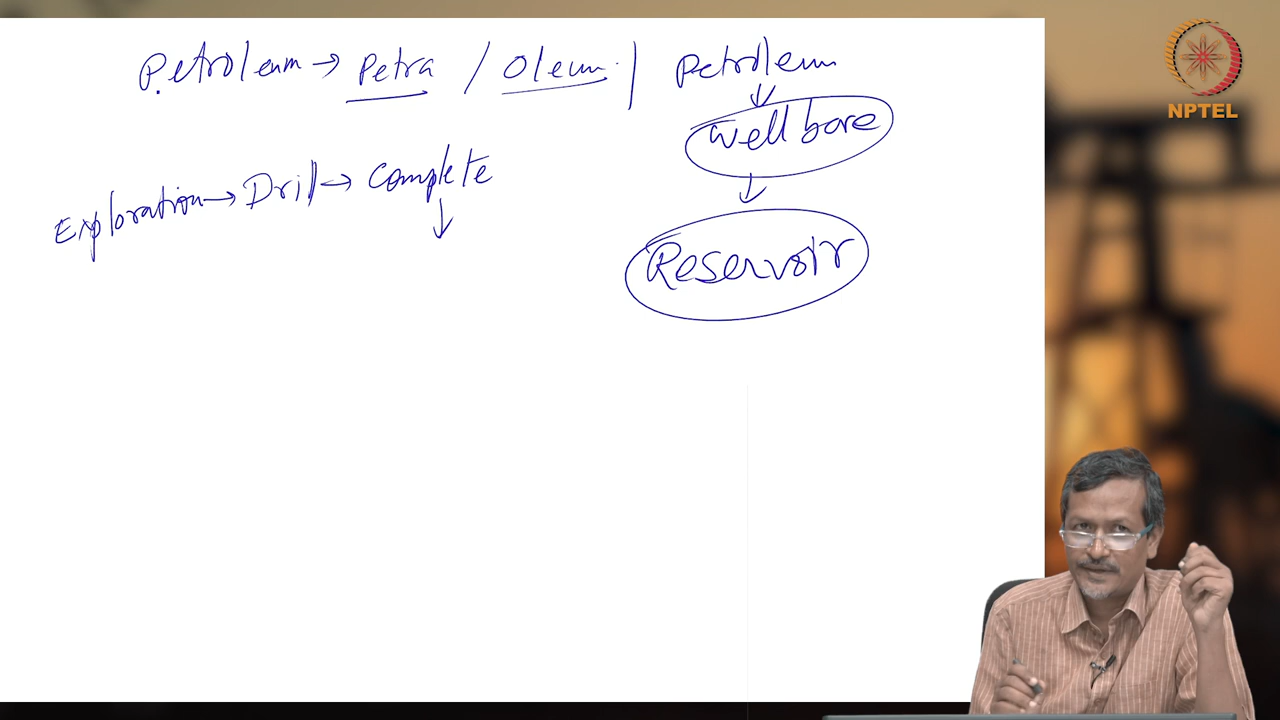 Petroleum → Petra / Oleum. | Petroleum
↓
Well bore
↓
Reservoir
Exploration → Drill → Complete
↓
NPTEL